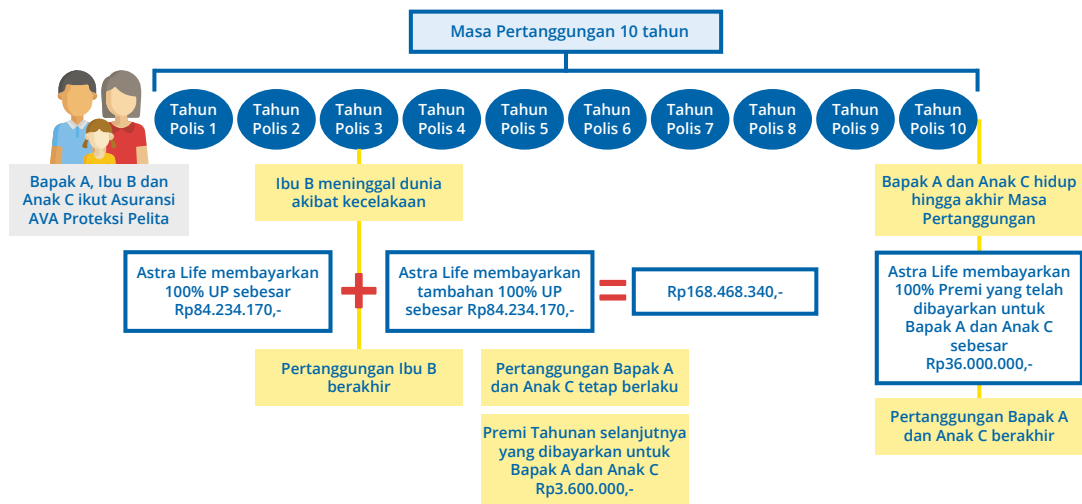 Masa Pertanggungan 10 tahun
Tahun
Polis 1
Tahun
Polis 2
Tahun
Polis 3
Tahun
Polis 4
Tahun
Polis 5
Tahun
Polis 6
Tahun
Polis 7
Tahun
Polis 8
Tahun
Polis 9
Tahun
Polis 10
Bapak A, Ibu B dan
Anak C ikut Asuransi
AVA Proteksi Pelita
Ibu B meninggal dunia
akibat kecelakaan
Bapak A dan Anak C hidup
hingga akhir Masa
Pertanggungan
Astra Life membayarkan
100% UP sebesar
Rp84.234.170,-
+
Astra Life membayarkan
tambahan 100% UP
sebesar Rp84.234.170,-
=
Rp168.468.340,-
Astra Life membayarkan
100% Premi yang telah
dibayarkan untuk
Bapak A dan Anak C
sebesar
Rp36.000.000,-
Pertanggungan Ibu B
berakhir
Pertanggungan Bapak A
dan Anak C tetap berlaku
Premi Tahunan selanjutnya
yang dibayarkan untuk
Bapak A dan Anak C
Rp3.600.000,-
Pertanggungan Bapak A
dan Anak C berakhir